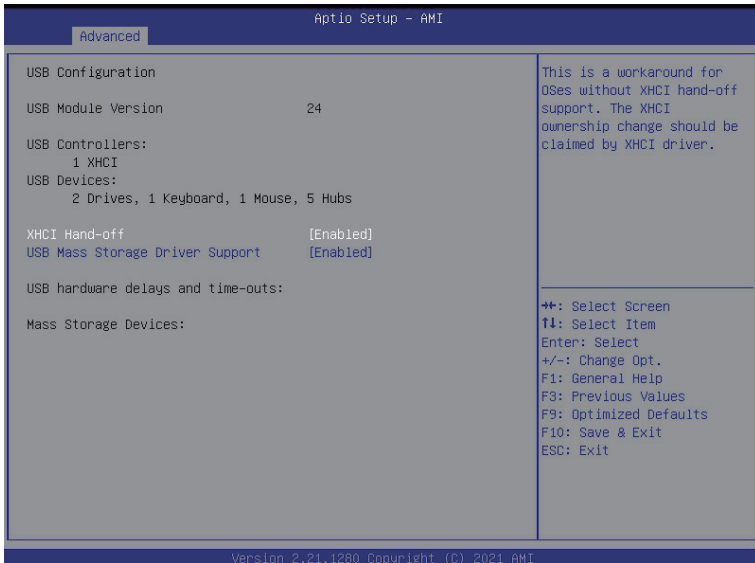 Aptio Setup – AMI
Advanced
USB Configuration
USB Module Version 24
USB Controllers:
1 XHCI
USB Devices:
2 Drives, 1 Keyboard, 1 Mouse, 5 Hubs
XHCI Hand-off [Enabled]
USB Mass Storage Driver Support [Enabled]
USB hardware delays and time-outs:
Mass Storage Devices:
This is a workaround for
OSes without XHCI hand-off
support. The XHCI
ownership change should be
claimed by XHCI driver.
→←: Select Screen
↑↓: Select Item
Enter: Select
+/-: Change Opt.
F1: General Help
F3: Previous Values
F9: Optimized Defaults
F10: Save & Exit
ESC: Exit
Version 2.21.1280 Copyright (C) 2021 AMI